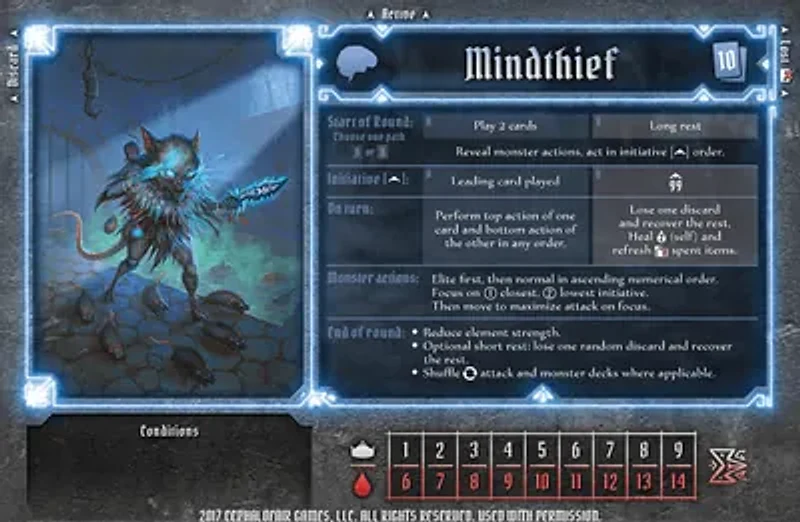 Active
Discard
Lost
Mindthief
10
Start of Round:
Choose one path
Play 2 cards
Long rest
Reveal monster actions, act in initiative [ ] order.
Initiative [ ]:
Leading card played
99
On turn:
Perform top action of one
card and bottom action of
the other in any order.
Lose one discard
and recover the rest.
Heal 2 (self) and
refresh spent items.
Monster actions:
Elite first, then normal in ascending numerical order.
Focus on ① closest, ② lowest initiative.
Then move to maximize attack on focus.
End of round:
• Reduce element strength.
• Optional short rest: lose one random discard and recover
the rest.
• Shuffle attack and monster decks where applicable.
Conditions
1 2 3 4 5 6 7 8 9
6 7 8 9 10 11 12 13 14
2017 CEPHALOFAIR GAMES, LLC. ALL RIGHTS RESERVED. USED WITH PERMISSION.